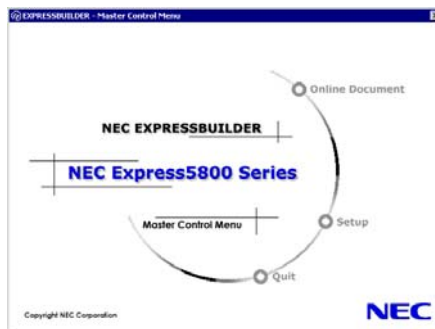 EXPRESSBUILDER - Master Control Menu
Online Document
NEC EXPRESSBUILDER
NEC Express5800 Series
Master Control Menu
Setup
Quit
Copyright NEC Corporation
NEC